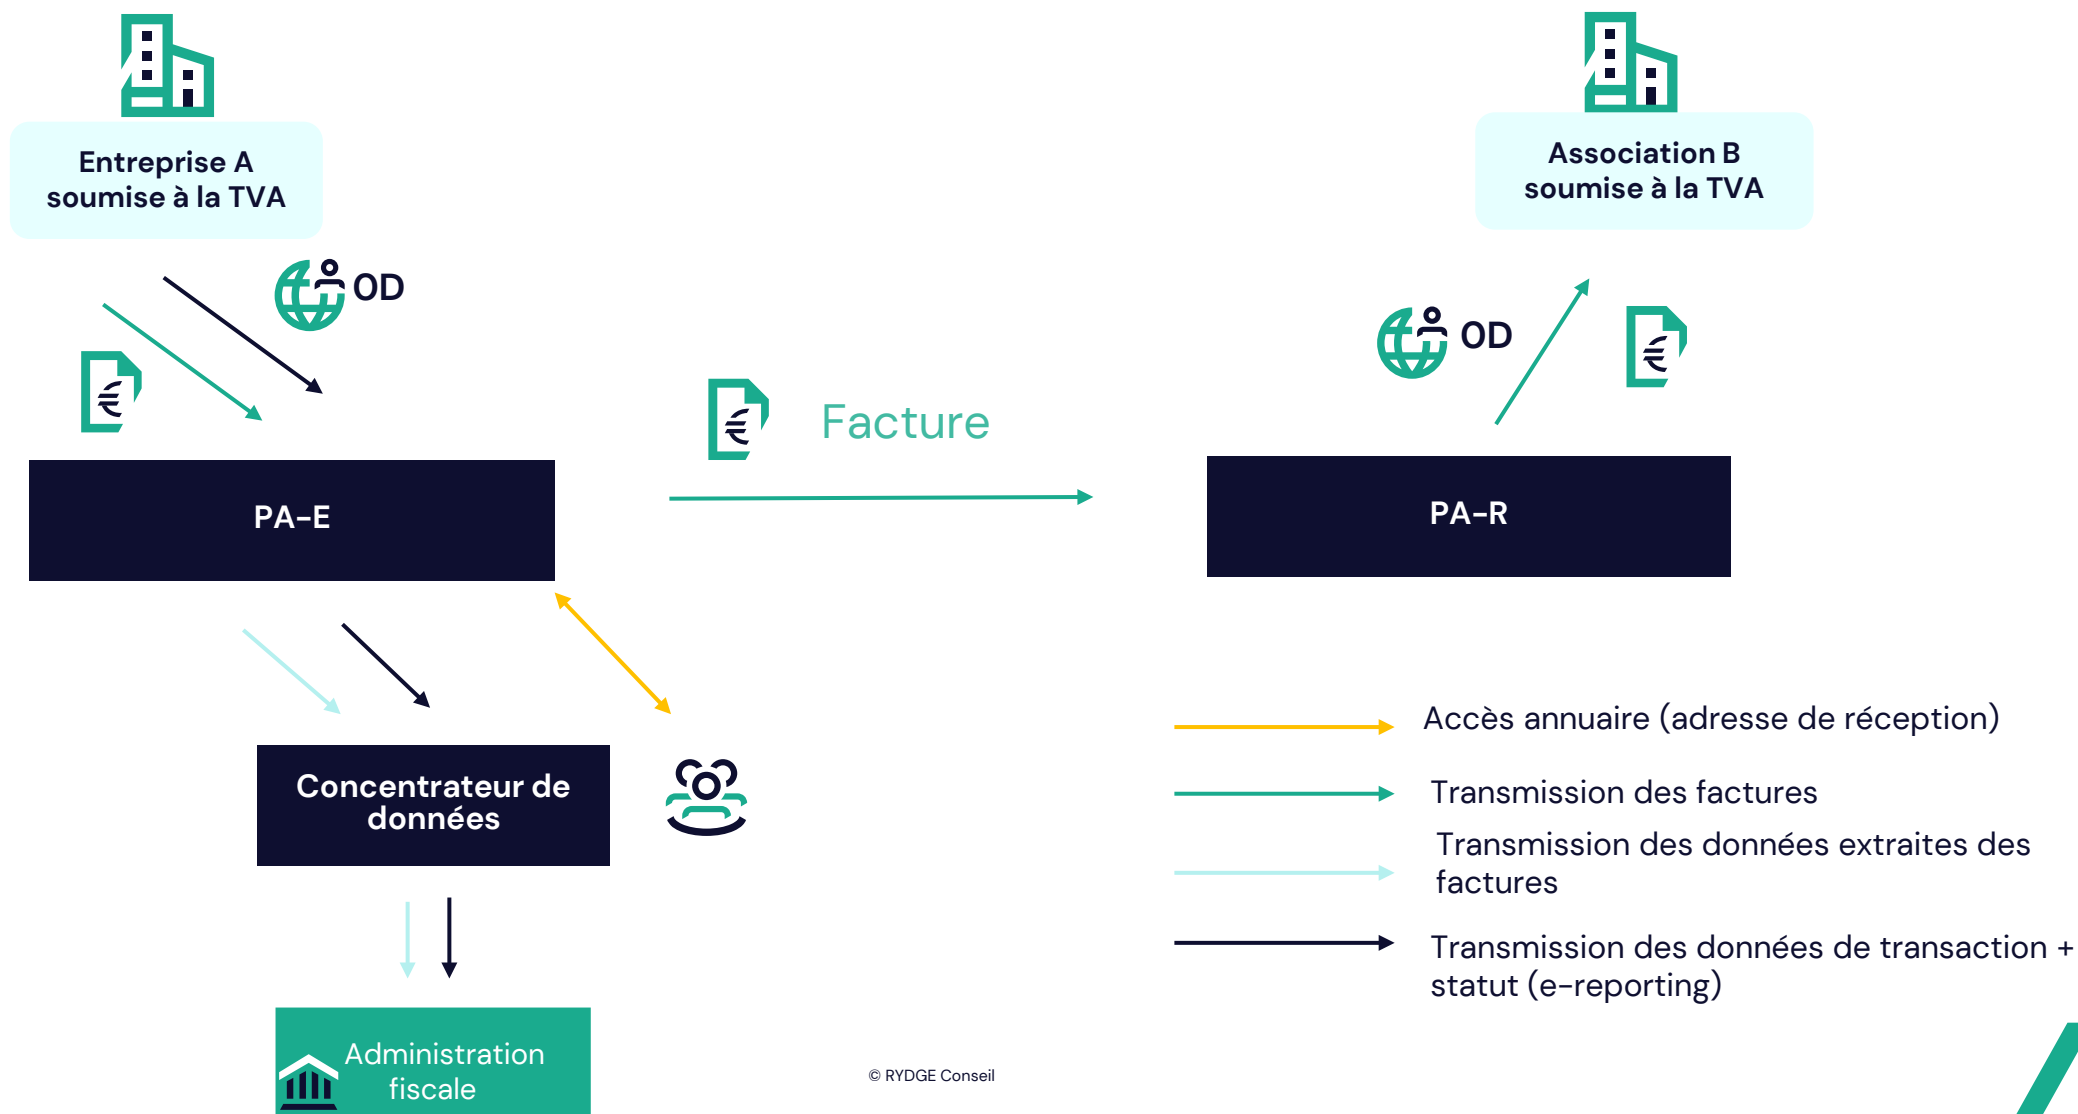 Entreprise A
soumise à la TVA
Association B
soumise à la TVA
OD
OD
€
€
€
Facture
PA-E
PA-R
Concentrateur de
données
Accès annuaire (adresse de réception)
Transmission des factures
Transmission des données extraites des
factures
Transmission des données de transaction +
statut (e-reporting)
Administration
fiscale
© RYDGE Conseil